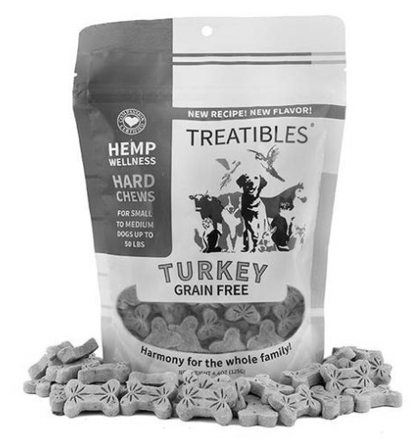 NEW RECIPE! NEW FLAVOR!
TREATIBLES®
HEMP
WELLNESS
HARD
CHEWS
FOR SMALL
TO MEDIUM
DOGS UP TO
50 LBS
TURKEY
GRAIN FREE
Harmony for the whole family!